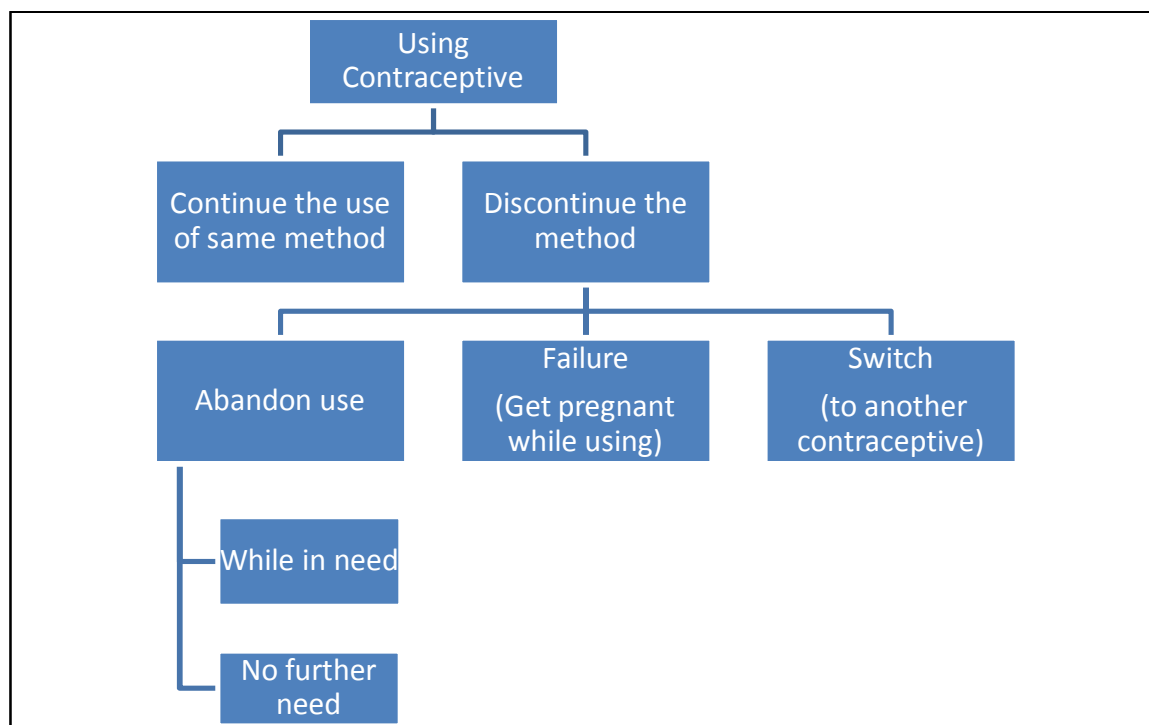 Using
Contraceptive
Continue the use
of same method
Discontinue the
method
Abandon use
Failure
(Get pregnant
while using)
Switch
(to another
contraceptive)
While in need
No further
need